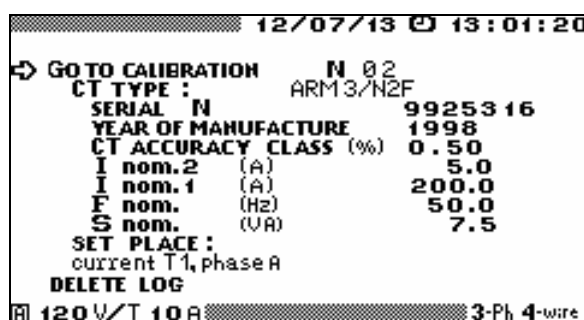 12/07/13 13:01:20
GO TO CALIBRATION N 02
CT TYPE: ARM3/N2F
SERIAL N 9925316
YEAR OF MANUFACTURE 1998
CT ACCURACY CLASS (%) 0.50
I nom.2 (A) 5.0
I nom.1 (A) 200.0
F nom. (Hz) 50.0
S nom. (VA) 7.5
SET PLACE:
current T1, phase A
DELETE LOG
A 120 V/T 10 A 3-Ph 4-wire